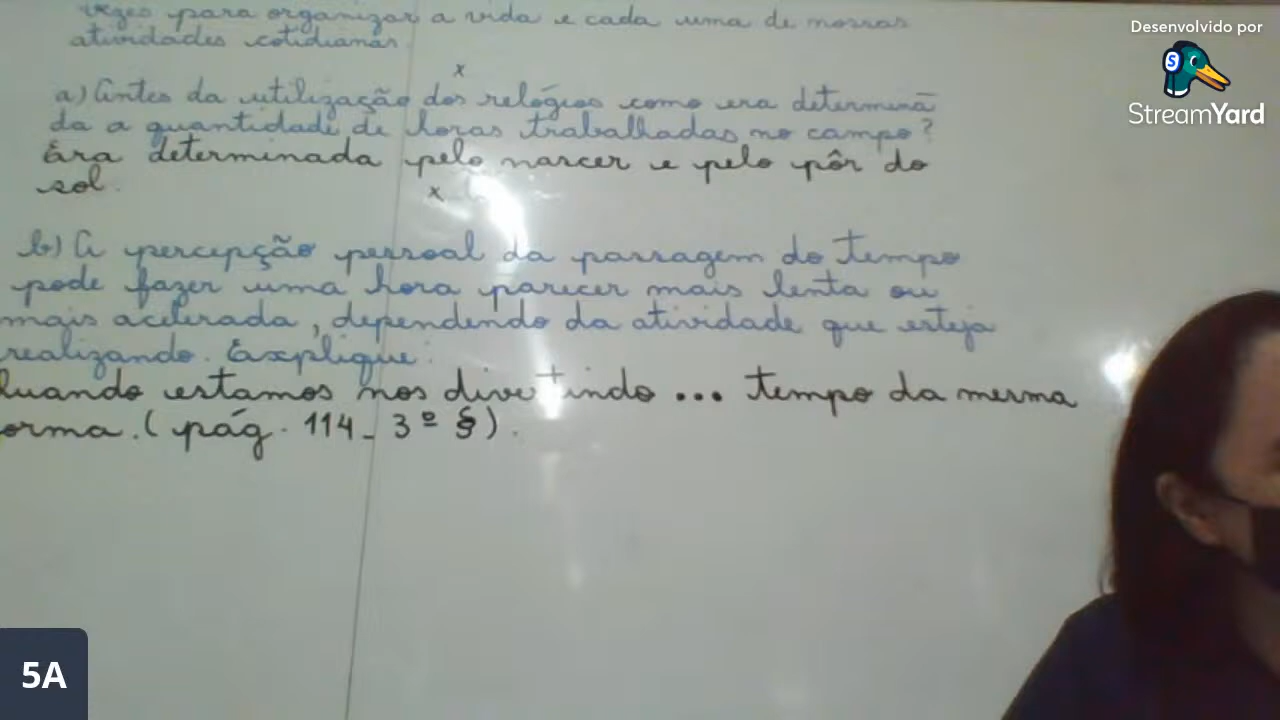 vezes para organizar a vida e cada uma de nossas
atividades cotidianas.
x
a) Antes da utilização dos relógios como era determina
da a quantidade de horas trabalhadas no campo?
Era determinada pelo nascer e pelo pôr do
sol.
x
b) A percepção pessoal da passagem do tempo
pode fazer uma hora parecer mais lenta ou
mais acelerada, dependendo da atividade que esteja
realizando. Explique:
Quando estamos nos divertindo ... tempo da mesma
orma. (pág. 114 - 3º §).
Desenvolvido por
StreamYard
5A